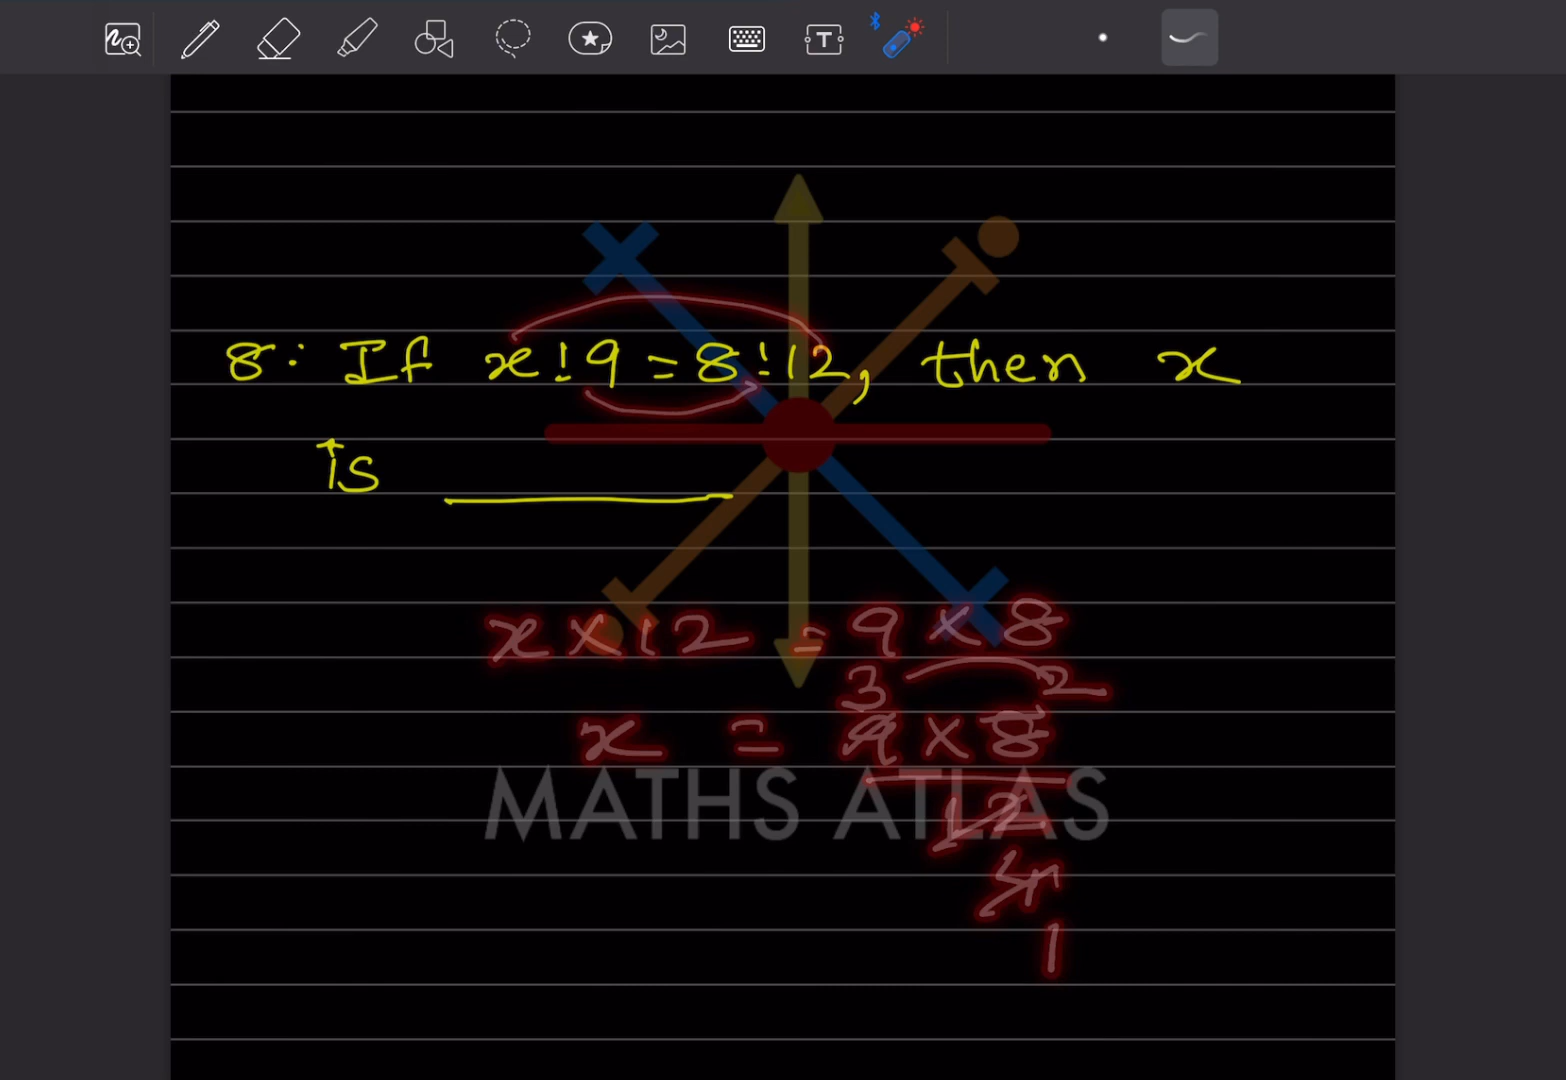 8: If x!9=8!12, then x
is
x×12 = 9×8
3 2
x = 9×8
12
4
1
MATHS ATLAS